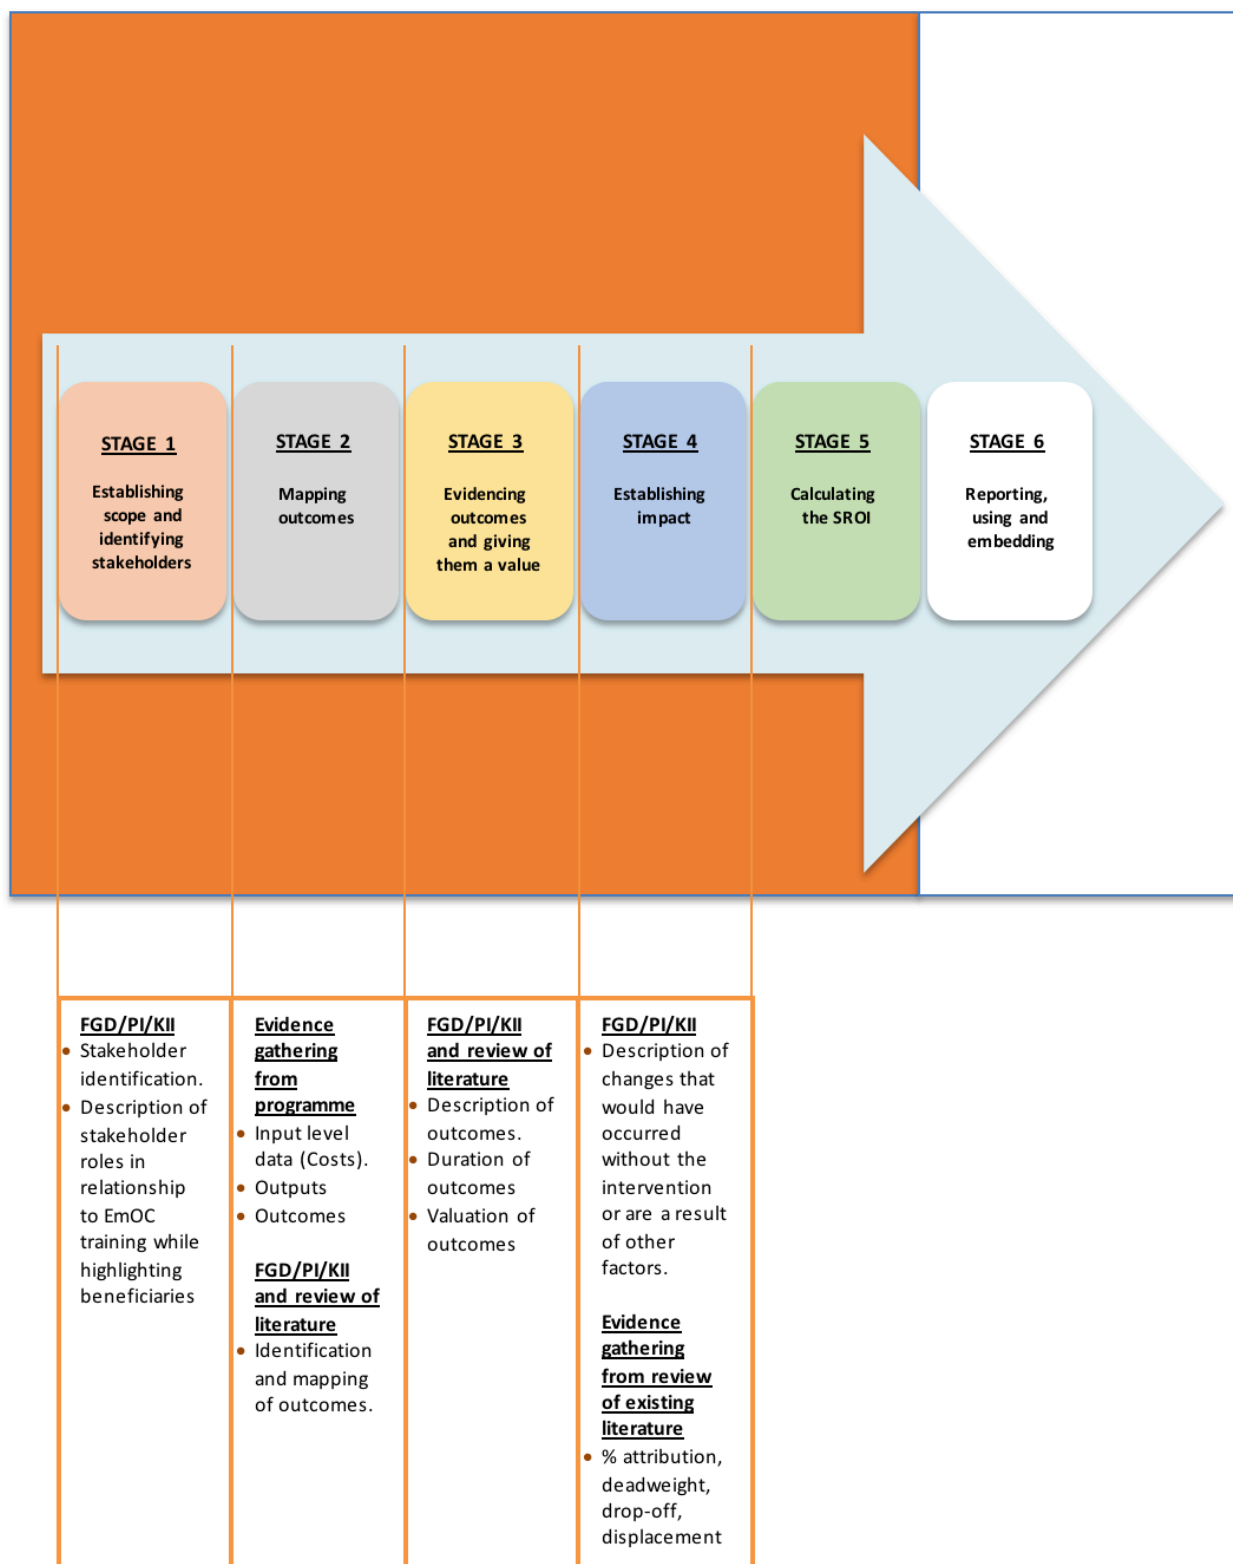 STAGE 1
Establishing
scope and
identifying
stakeholders
STAGE 2
Mapping
outcomes
STAGE 3
Evidencing
outcomes
and giving
them a value
STAGE 4
Establishing
impact
STAGE 5
Calculating
the SROI
STAGE 6
Reporting,
using and
embedding
FGD/PI/KII
• Stakeholder
identification.
• Description of
stakeholder
roles in
relationship
to EmOC
training while
highlighting
beneficiaries
Evidence
gathering
from
programme
• Input level
data (Costs).
• Outputs
• Outcomes
FGD/PI/KII
and review of
literature
• Identification
and mapping
of outcomes.
FGD/PI/KII
and review of
literature
• Description of
outcomes.
• Duration of
outcomes
• Valuation of
outcomes
FGD/PI/KII
• Description of
changes that
would have
occurred
without the
intervention
or are a result
of other
factors.
Evidence
gathering
from review
of existing
literature
• % attribution,
deadweight,
drop-off,
displacement